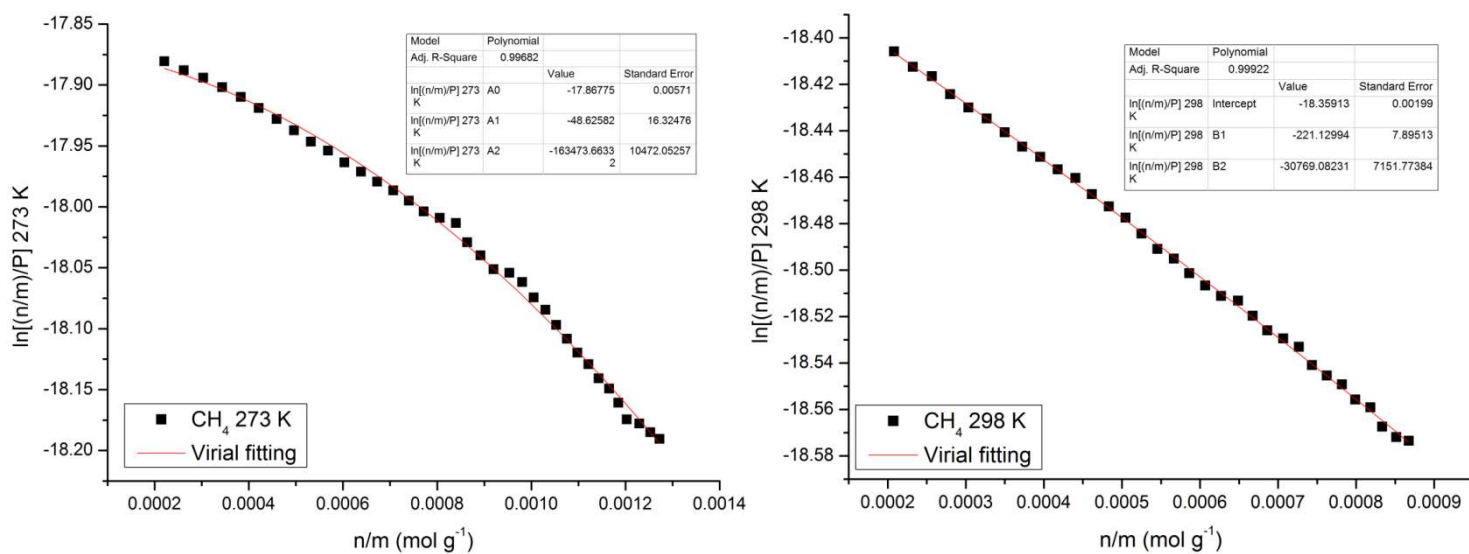 -17.85
-17.90
-17.95
-18.00
-18.05
-18.10
-18.15
-18.20
ln[(n/m)/P] 273 K
Model Polynomial
Adj. R-Square 0.99682
Value Standard Error
ln[(n/m)/P] 273 K A0 -17.86775 0.00571
ln[(n/m)/P] 273 K A1 -48.62582 16.32476
ln[(n/m)/P] 273 K A2 -163473.66332 10472.05257
CH4 273 K
Virial fitting
0.0002 0.0004 0.0006 0.0008 0.0010 0.0012 0.0014
n/m (mol g-1)
-18.40
-18.42
-18.44
-18.46
-18.48
-18.50
-18.52
-18.54
-18.56
-18.58
ln[(n/m)/P] 298 K
Model Polynomial
Adj. R-Square 0.99922
Value Standard Error
ln[(n/m)/P] 298 K Intercept -18.35913 0.00199
ln[(n/m)/P] 298 K B1 -221.12994 7.89513
ln[(n/m)/P] 298 K B2 -30769.08231 7151.77384
CH4 298 K
Virial fitting
0.0002 0.0003 0.0004 0.0005 0.0006 0.0007 0.0008 0.0009
n/m (mol g-1)